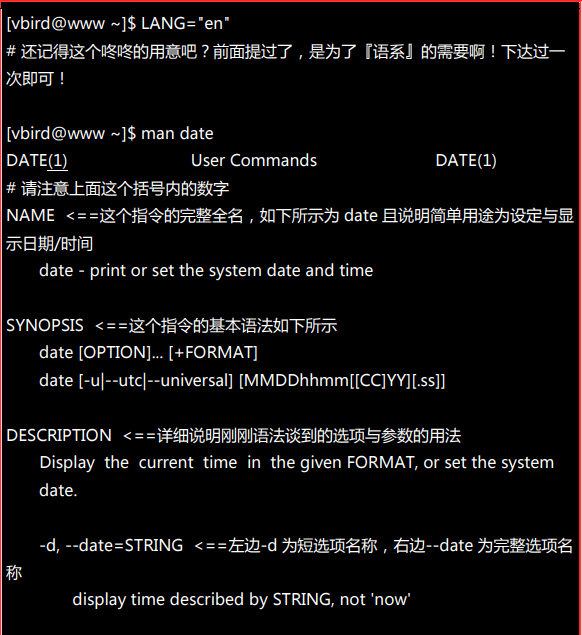 [vbird@www ~]$ LANG="en"
# 还记得这个咚咚的用意吧？前面提过了，是为了『语系』的需要啊！下达过一
次即可！
[vbird@www ~]$ man date
DATE(1) User Commands DATE(1)
# 请注意上面这个括号内的数字
NAME <==这个指令的完整全名，如下所示为 date 且说明简单用途为设定与显
示日期/时间
date - print or set the system date and time
SYNOPSIS <==这个指令的基本语法如下所示
date [OPTION]... [+FORMAT]
date [-u|--utc|--universal] [MMDDhhmm[[CC]YY][.ss]]
DESCRIPTION <==详细说明刚刚语法谈到的选项与参数的用法
Display the current time in the given FORMAT, or set the system
date.
-d, --date=STRING <==左边-d 为短选项名称，右边--date 为完整选项名
称
display time described by STRING, not 'now'